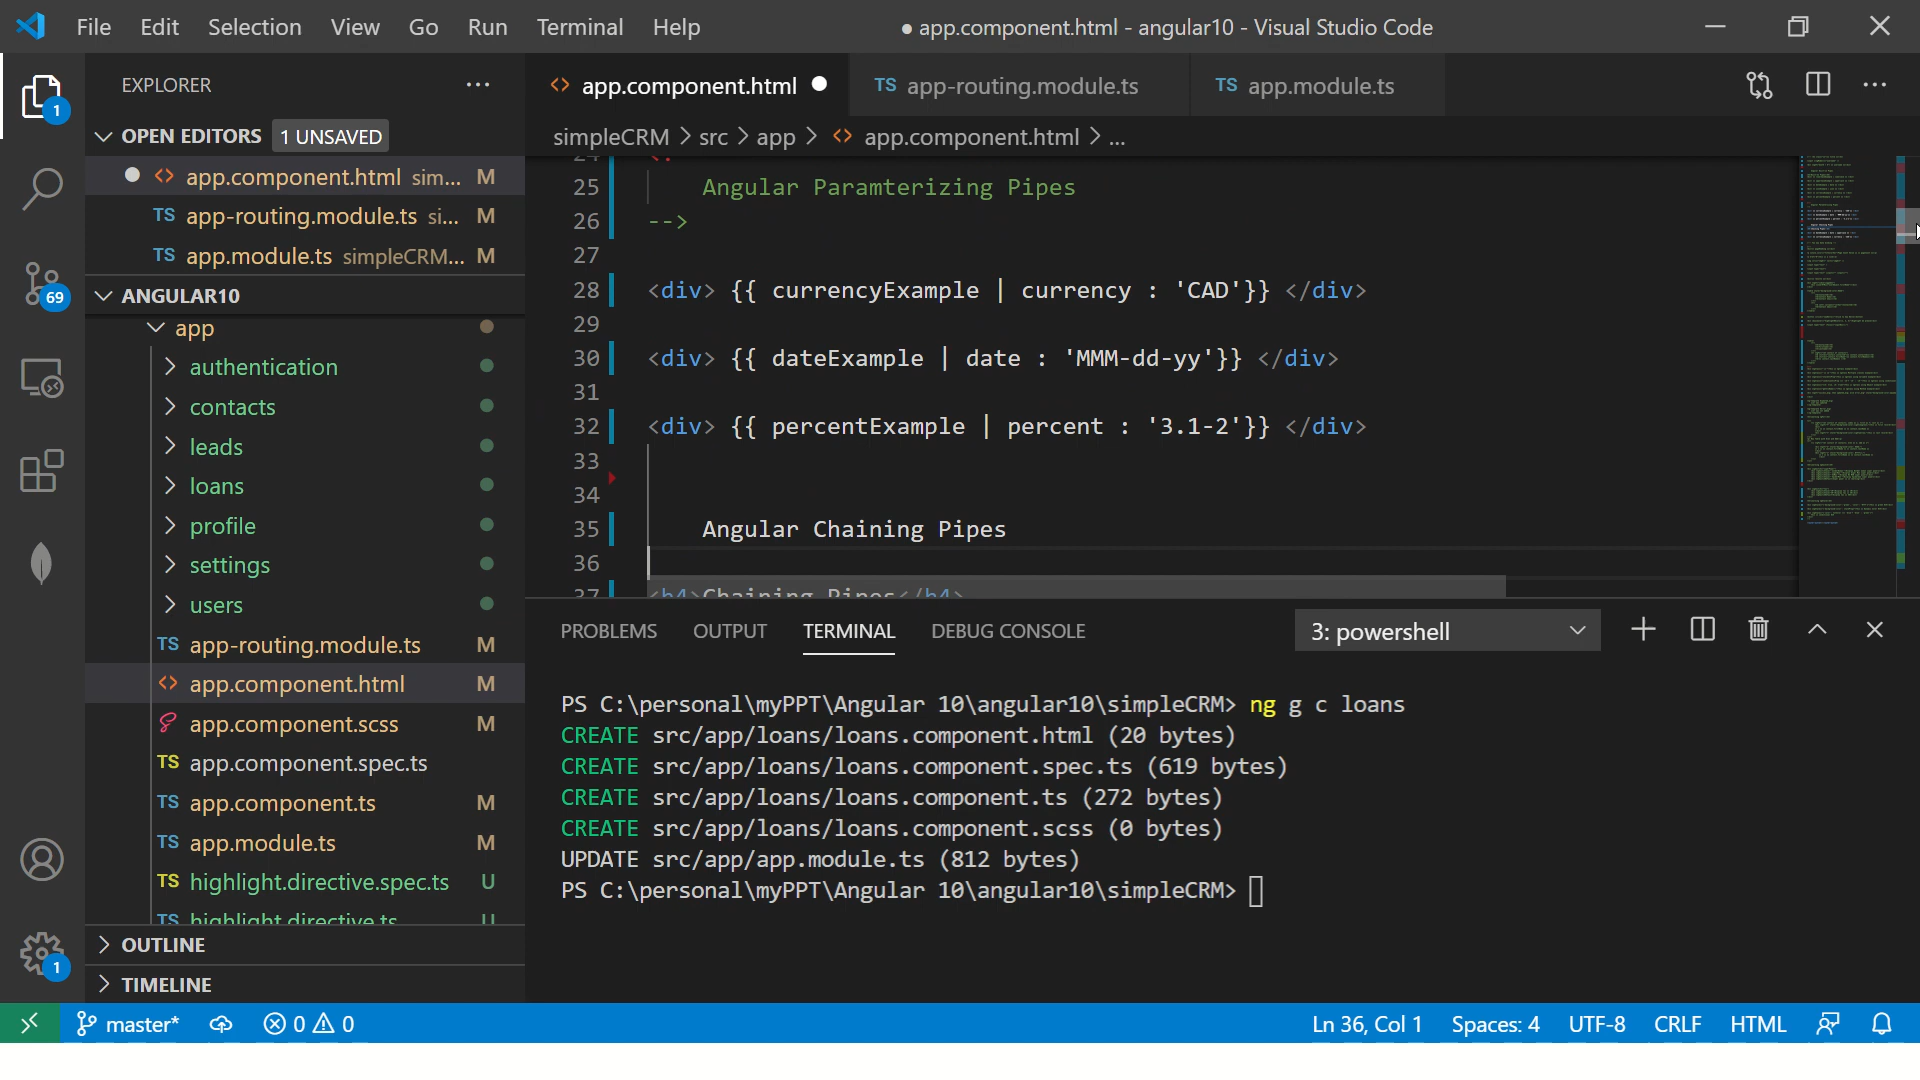 File Edit Selection View Go Run Terminal Help ● app.component.html - angular10 - Visual Studio Code
EXPLORER ···
<> app.component.html ● TS app-routing.module.ts TS app.module.ts ···
OPEN EDITORS 1 UNSAVED
simpleCRM > src > app > <> app.component.html > ...
● <> app.component.html sim... M
TS app-routing.module.ts si... M
TS app.module.ts simpleCRM... M
ANGULAR10
app
authentication
contacts
leads
loans
profile
settings
users
TS app-routing.module.ts M
<> app.component.html M
app.component.scss M
TS app.component.spec.ts
TS app.component.ts M
TS app.module.ts M
TS highlight.directive.spec.ts U
TS highlight.directive.ts U
OUTLINE
TIMELINE
24
25 Angular Paramterizing Pipes
26 -->
27
28 <div> {{ currencyExample | currency : 'CAD'}} </div>
29
30 <div> {{ dateExample | date : 'MMM-dd-yy'}} </div>
31
32 <div> {{ percentExample | percent : '3.1-2'}} </div>
33
34
35 Angular Chaining Pipes
36
37 <h4>Chaining Pipes</h4>
PROBLEMS OUTPUT TERMINAL DEBUG CONSOLE 3: powershell
PS C:\personal\myPPT\Angular 10\angular10\simpleCRM> ng g c loans
CREATE src/app/loans/loans.component.html (20 bytes)
CREATE src/app/loans/loans.component.spec.ts (619 bytes)
CREATE src/app/loans/loans.component.ts (272 bytes)
CREATE src/app/loans/loans.component.scss (0 bytes)
UPDATE src/app/app.module.ts (812 bytes)
PS C:\personal\myPPT\Angular 10\angular10\simpleCRM>
1
69
1
master* 0 0 Ln 36, Col 1 Spaces: 4 UTF-8 CRLF HTML